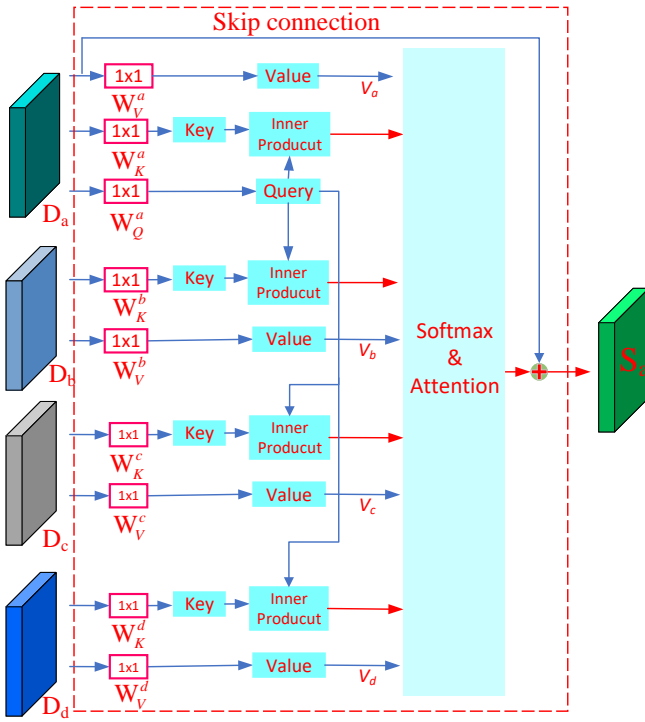 Skip connection
1x1
Value
V_a
W_V^a
1x1
Key
Inner
Producut
W_K^a
1x1
Query
D_a
W_Q^a
1x1
Key
Inner
Producut
W_K^b
1x1
Value
V_b
D_b
W_V^b
Softmax
&
Attention
+
1x1
Key
Inner
Producut
W_K^c
1x1
Value
V_c
D_c
W_V^c
1x1
Key
Inner
Producut
W_K^d
1x1
Value
V_d
D_d
W_V^d